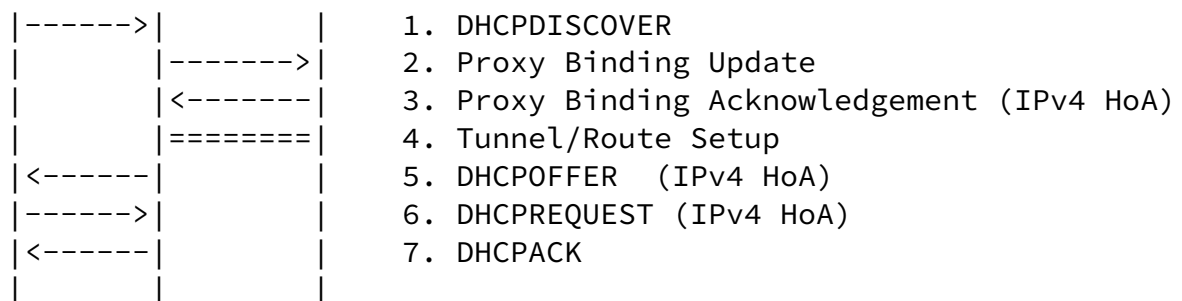 |------>|       |   1. DHCPDISCOVER
|       |------->|   2. Proxy Binding Update
|       |<-------|   3. Proxy Binding Acknowledgement (IPv4 HoA)
|       |========|   4. Tunnel/Route Setup
|<------|        |   5. DHCPOFFER  (IPv4 HoA)
|------>|        |   6. DHCPREQUEST (IPv4 HoA)
|<------|        |   7. DHCPACK
|       |        |